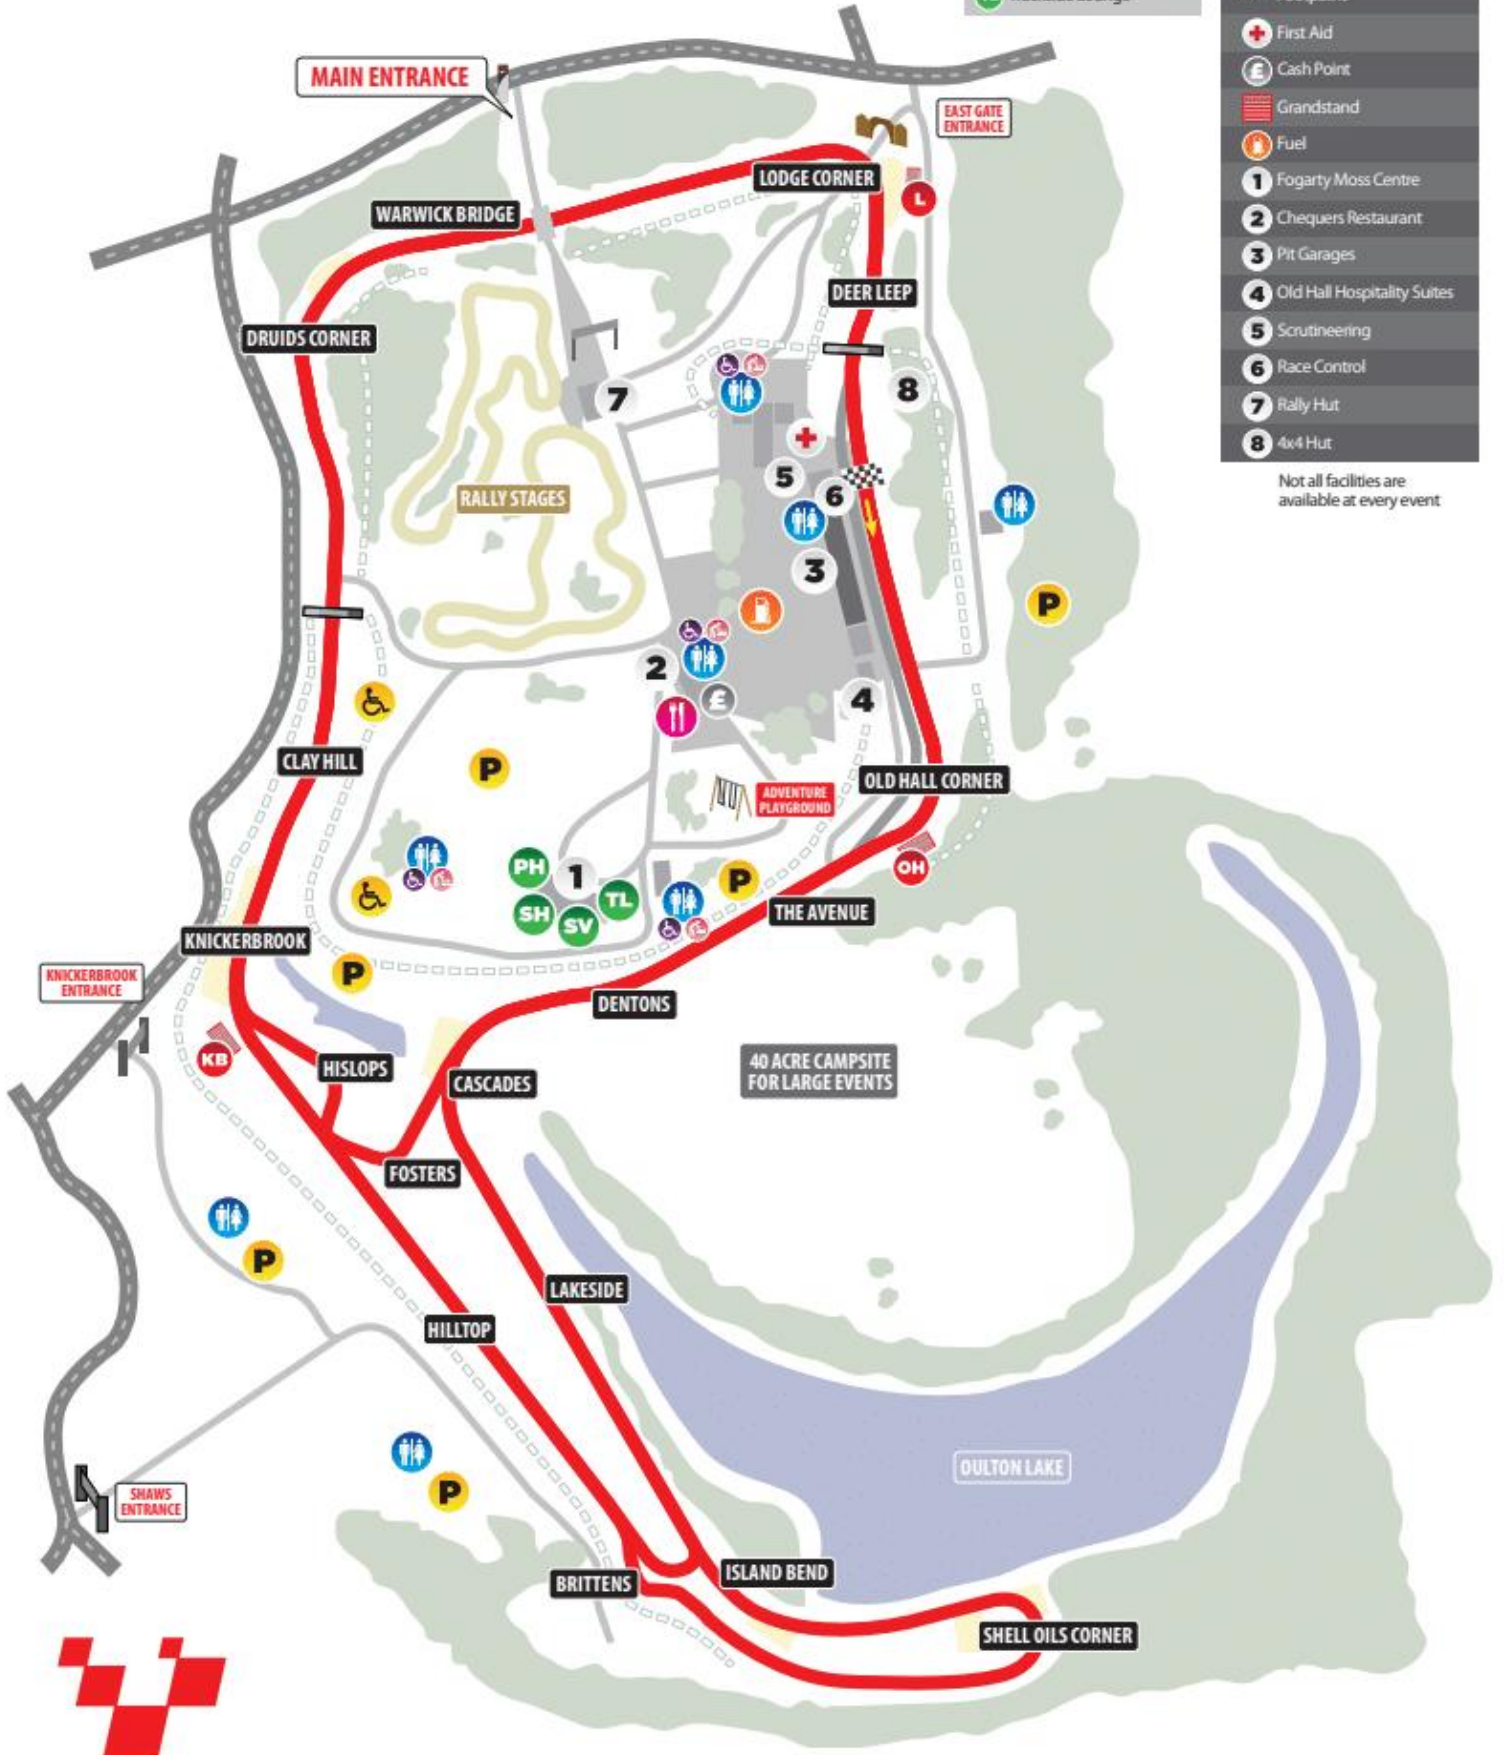 First Aid
£ Cash Point
Grandstand
Fuel
1 Fogarty Moss Centre
2 Chequers Restaurant
3 Pit Garages
4 Old Hall Hospitality Suites
5 Scrutineering
6 Race Control
7 Rally Hut
8 4x4 Hut
Not all facilities are
available at every event
MAIN ENTRANCE
EAST GATE
ENTRANCE
LODGE CORNER
L
WARWICK BRIDGE
DEER LEEP
DRUIDS CORNER
7
8
RALLY STAGES
5
6
3
P
2
£
4
CLAY HILL
P
OLD HALL CORNER
ADVENTURE
PLAYGROUND
PH
1
TL
P
OH
SH
SV
THE AVENUE
KNICKERBROOK
P
KNICKERBROOK
ENTRANCE
DENTONS
KB
HISLOPS
CASCADES
40 ACRE CAMPSITE
FOR LARGE EVENTS
FOSTERS
P
LAKESIDE
HILLTOP
P
OULTON LAKE
SHAWS
ENTRANCE
BRITTENS
ISLAND BEND
SHELL OILS CORNER